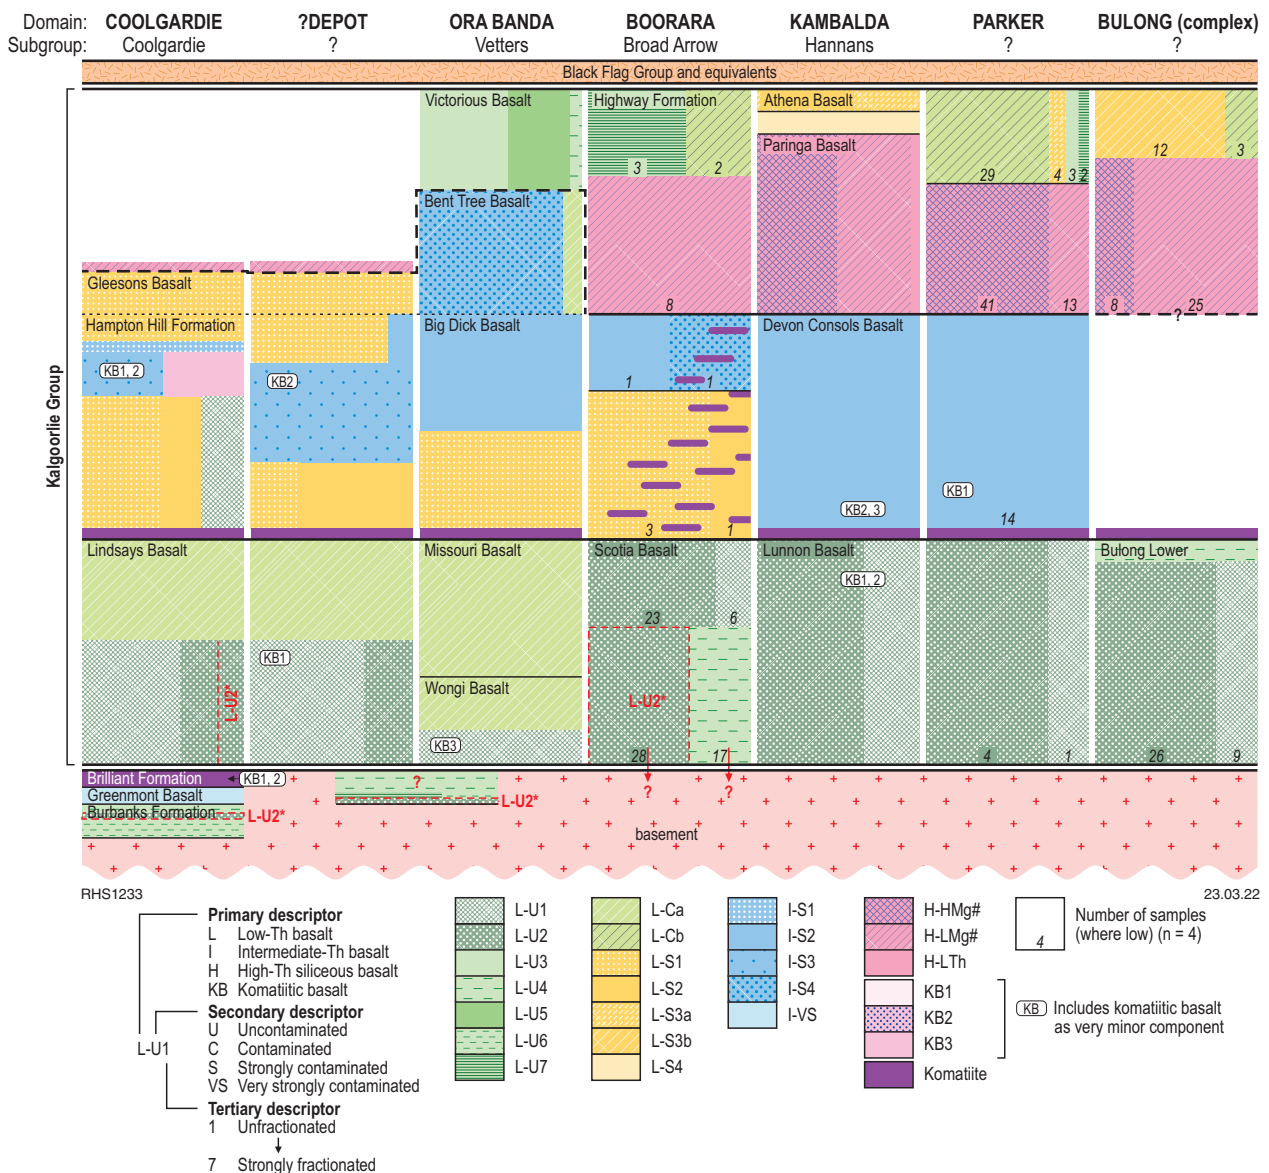 Domain: COOLGARDIE ?DEPOT ORA BANDA BOORARA KAMBALDA PARKER BULONG (complex)
Subgroup: Coolgardie ? Vetters Broad Arrow Hannans ? ?
Black Flag Group and equivalents
Kalgoorlie Group
Victorious Basalt
Highway Formation
Athena Basalt
Paringa Basalt
3 2 29 4 3 2 12 3
Bent Tree Basalt
Gleesons Basalt
8 41 13 8 25
?
Hampton Hill Formation
Big Dick Basalt
Devon Consols Basalt
KB1, 2
KB2
1 1
KB2, 3
KB1
3 1 14
Lindsays Basalt
Missouri Basalt
Scotia Basalt
Lunnon Basalt
Bulong Lower
KB1, 2
23 6
KB1
L-U2*
Wongi Basalt
L-U2*
KB3
28 17 4 1 26 9
Brilliant Formation
KB1, 2
?
? ?
Greenmont Basalt
L-U2*
Burbanks Formation
L-U2*
basement
RHS1233
23.03.22
Primary descriptor
L Low-Th basalt
I Intermediate-Th basalt
H High-Th siliceous basalt
KB Komatiitic basalt
Secondary descriptor
U Uncontaminated
C Contaminated
S Strongly contaminated
VS Very strongly contaminated
L-U1
Tertiary descriptor
1 Unfractionated
7 Strongly fractionated
L-U1
L-U2
L-U3
L-U4
L-U5
L-U6
L-U7
L-Ca
L-Cb
L-S1
L-S2
L-S3a
L-S3b
L-S4
I-S1
I-S2
I-S3
I-S4
I-VS
H-HMg#
H-LMg#
H-LTh
KB1
KB2
KB3
Komatiite
4
Number of samples
(where low) (n = 4)
KB Includes komatiitic basalt
as very minor component